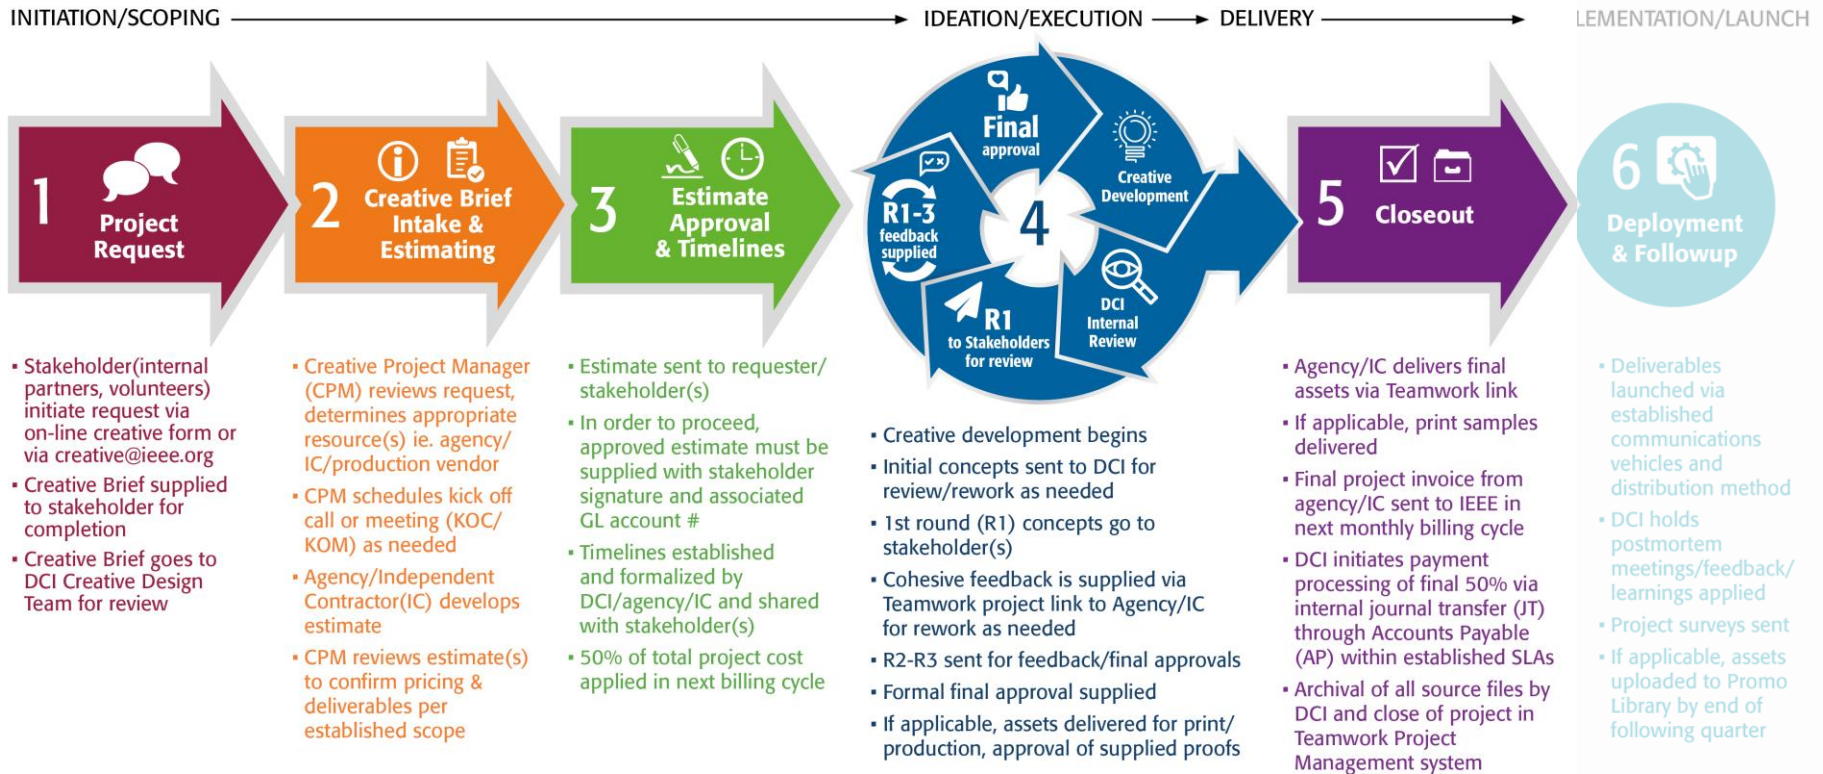 INITIATION/SCOPING
IDEATION/EXECUTION
DELIVERY
LEMENTATION/LAUNCH
1
Project
Request
▪ Stakeholder(internal
partners, volunteers)
initiate request via
on-line creative form or
via creative@ieee.org
▪ Creative Brief supplied
to stakeholder for
completion
▪ Creative Brief goes to
DCI Creative Design
Team for review
2
Creative Brief
Intake &
Estimating
▪ Creative Project Manager
(CPM) reviews request,
determines appropriate
resource(s) ie. agency/
IC/production vendor
▪ CPM schedules kick off
call or meeting (KOC/
KOM) as needed
▪ Agency/Independent
Contractor(IC) develops
estimate
▪ CPM reviews estimate(s)
to confirm pricing &
deliverables per
established scope
3
Estimate
Approval
& Timelines
▪ Estimate sent to requester/
stakeholder(s)
▪ In order to proceed,
approved estimate must be
supplied with stakeholder
signature and associated
GL account #
▪ Timelines established
and formalized by
DCI/agency/IC and shared
with stakeholder(s)
▪ 50% of total project cost
applied in next billing cycle
4
Creative
Development
DCI
Internal
Review
R1
to Stakeholders
for review
R1-3
feedback
supplied
Final
approval
▪ Creative development begins
▪ Initial concepts sent to DCI for
review/rework as needed
▪ 1st round (R1) concepts go to
stakeholder(s)
▪ Cohesive feedback is supplied via
Teamwork project link to Agency/IC
for rework as needed
▪ R2-R3 sent for feedback/final approvals
▪ Formal final approval supplied
▪ If applicable, assets delivered for print/
production, approval of supplied proofs
5
Closeout
▪ Agency/IC delivers final
assets via Teamwork link
▪ If applicable, print samples
delivered
▪ Final project invoice from
agency/IC sent to IEEE in
next monthly billing cycle
▪ DCI initiates payment
processing of final 50% via
internal journal transfer (JT)
through Accounts Payable
(AP) within established SLAs
▪ Archival of all source files by
DCI and close of project in
Teamwork Project
Management system
6
Deployment
& Followup
▪ Deliverables
launched via
established
communications
vehicles and
distribution method
▪ DCI holds
postmortem
meetings/feedback/
learnings applied
▪ Project surveys sent
▪ If applicable, assets
uploaded to Promo
Library by end of
following quarter